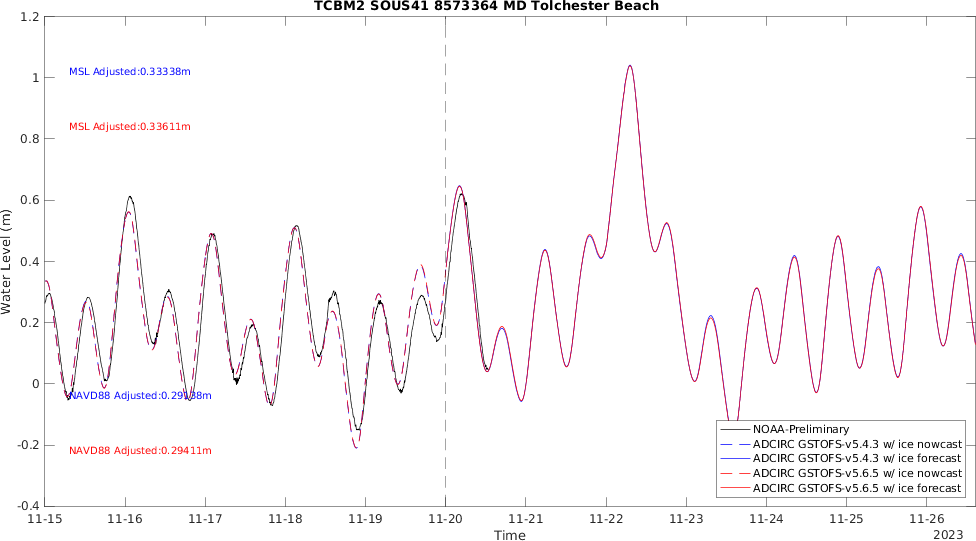 TCBM2 SOUS41 8573364 MD Tolchester Beach
1.2
1
0.8
0.6
0.4
0.2
0
-0.2
-0.4
Water Level (m)
MSL Adjusted:0.33338m
MSL Adjusted:0.33611m
NAVD88 Adjusted:0.29138m
NAVD88 Adjusted:0.29411m
NOAA-Preliminary
ADCIRC GSTOFS-v5.4.3 w/ ice nowcast
ADCIRC GSTOFS-v5.4.3 w/ ice forecast
ADCIRC GSTOFS-v5.6.5 w/ ice nowcast
ADCIRC GSTOFS-v5.6.5 w/ ice forecast
11-15 11-16 11-17 11-18 11-19 11-20 11-21 11-22 11-23 11-24 11-25 11-26
Time
2023